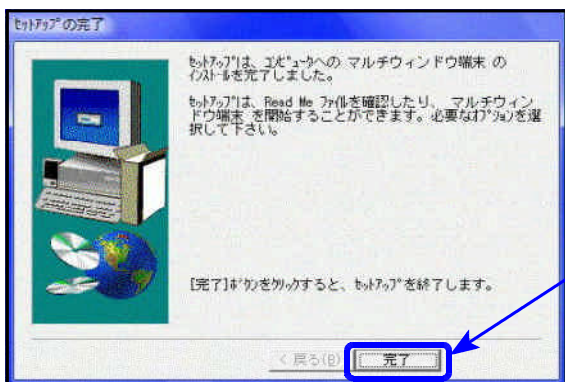 ｾｯﾄｱｯﾌﾟの完了
ｾｯﾄｱｯﾌﾟは、ｺﾝﾋﾟｭｰﾀへの マルチウィンドウ端末 の
ｲﾝｽﾄｰﾙを完了しました。
ｾｯﾄｱｯﾌﾟは、Read Me ﾌｧｲﾙを確認したり、 マルチウィン
ドウ端末 を開始することができます。必要なｵﾌﾟｼｮﾝを選
択して下さい。
[完了]ﾎﾞﾀﾝをｸﾘｯｸすると、ｾｯﾄｱｯﾌﾟを終了します。
< 戻る(B)
完了